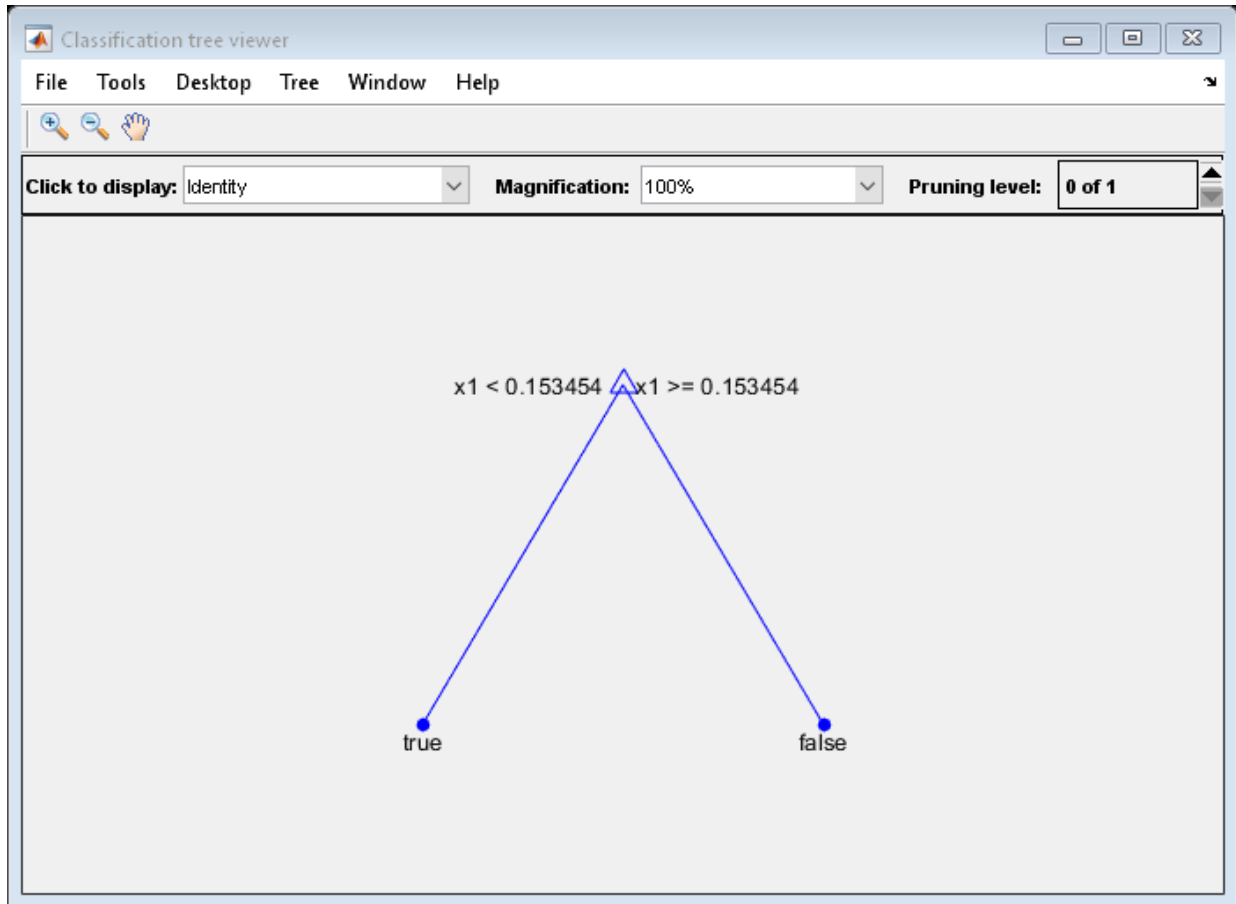 Classification tree viewer
File Tools Desktop Tree Window Help
Click to display: Identity Magnification: 100% Pruning level: 0 of 1
x1 < 0.153454 x1 >= 0.153454
true false